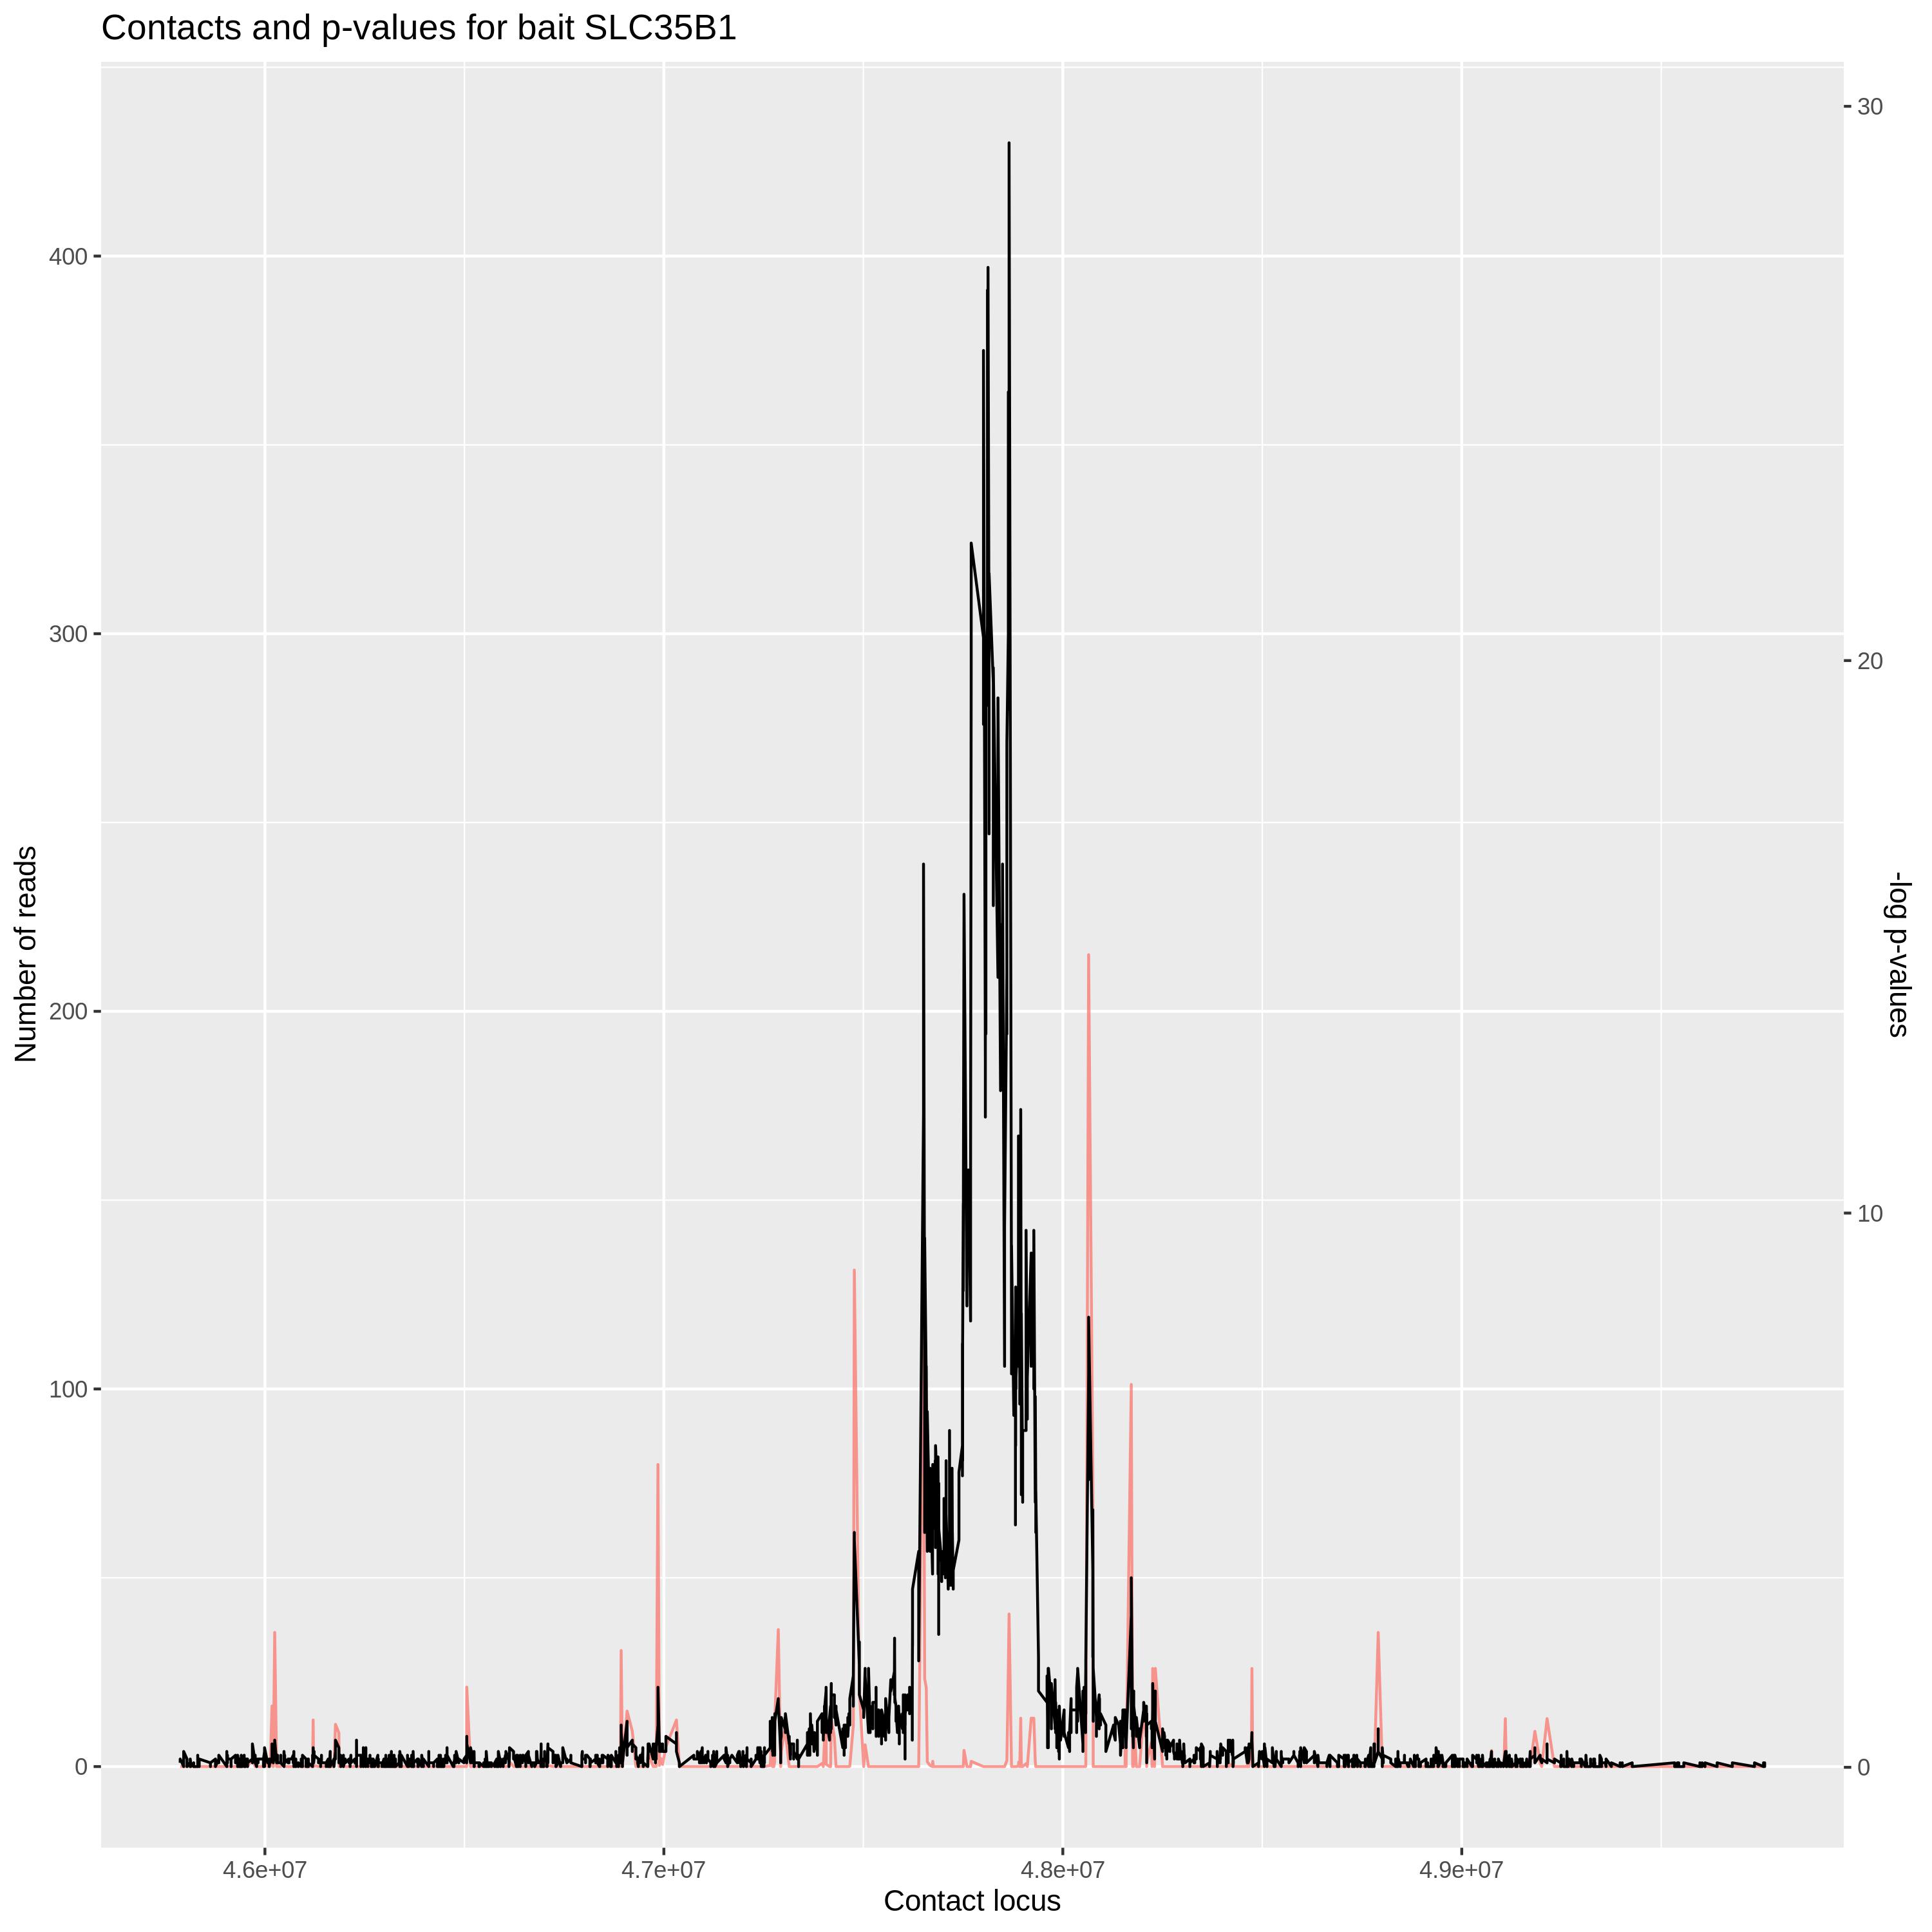 Contacts and p-values for bait SLC35B1
Number of reads
400
300
200
100
0
30
20
10
0
-log p-values
4.6e+07
4.7e+07
4.8e+07
4.9e+07
Contact locus